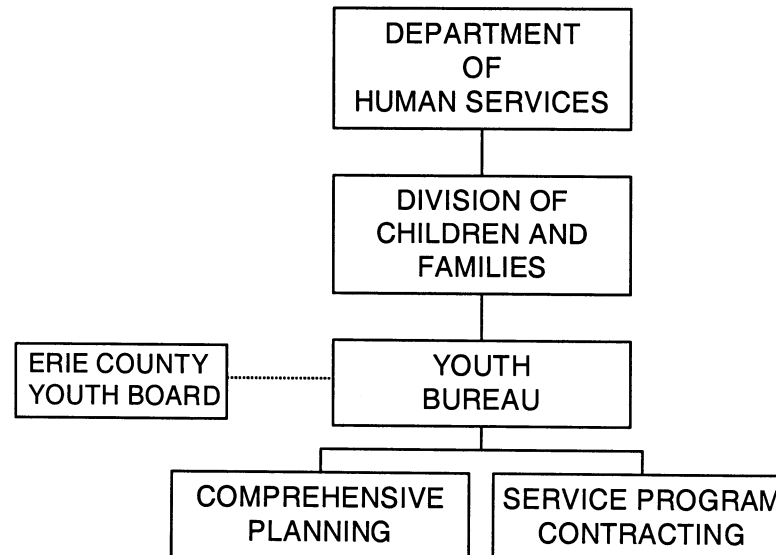 DEPARTMENT
OF
HUMAN SERVICES
DIVISION OF
CHILDREN AND
FAMILIES
ERIE COUNTY
YOUTH BOARD
YOUTH
BUREAU
COMPREHENSIVE
PLANNING
SERVICE PROGRAM
CONTRACTING